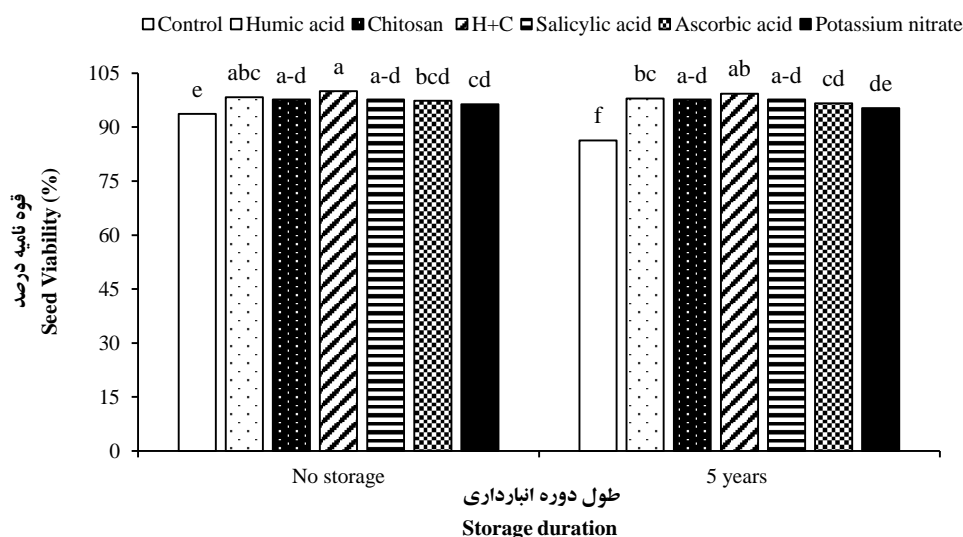 Control Humic acid Chitosan H+C Salicylic acid Ascorbic acid Potassium nitrate
105
90
75
60
45
30
15
0
قوه نامیه درصد
Seed Viability (%)
e abc a-d a a-d bcd cd
f bc a-d ab a-d cd de
No storage 5 years
طول دوره انبارداری
Storage duration